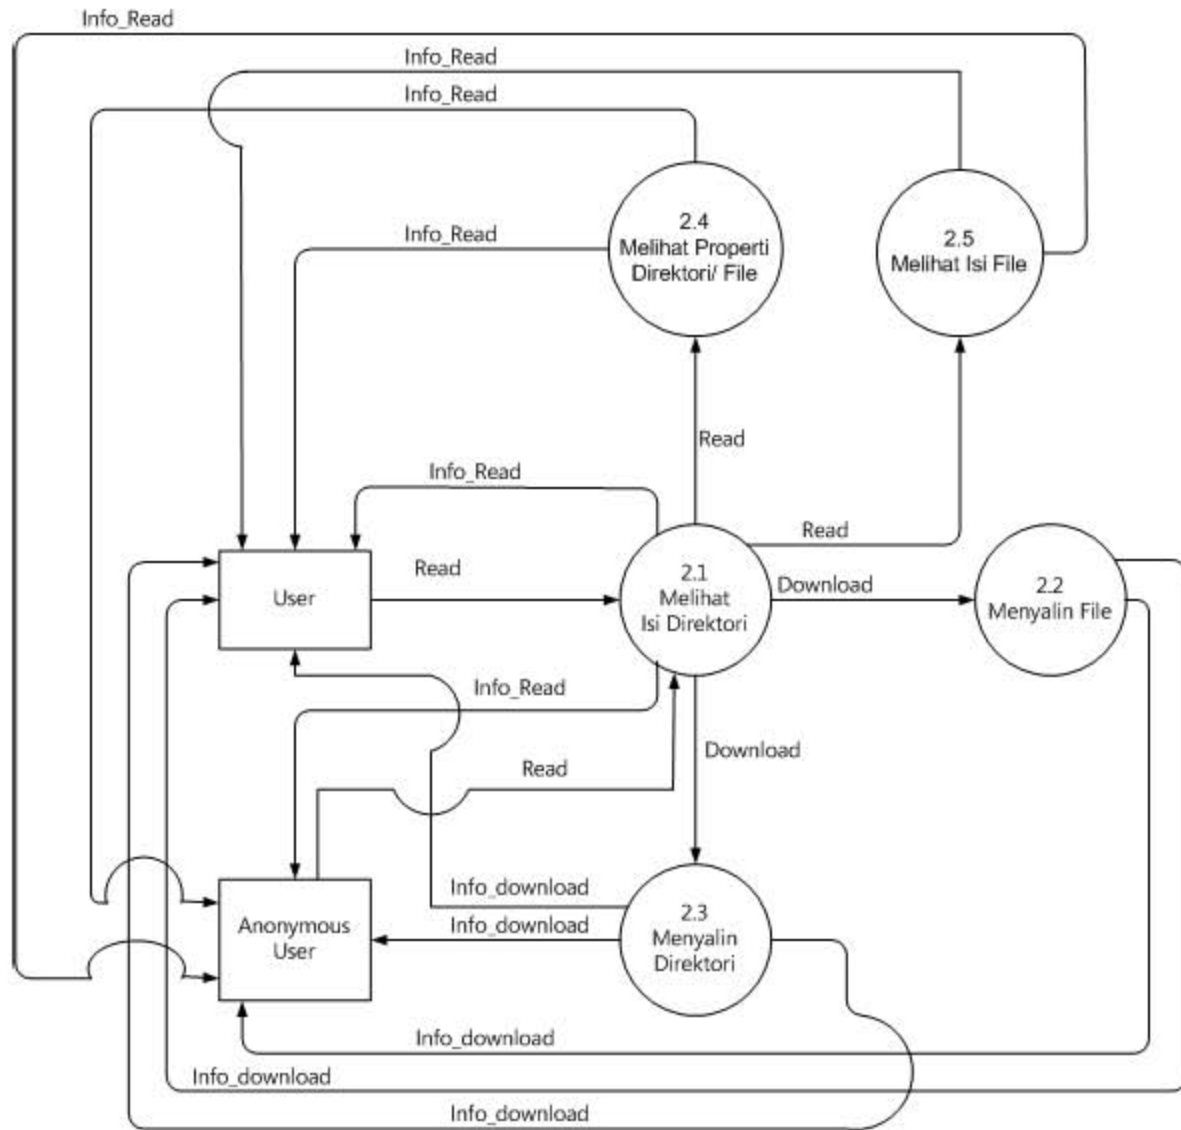 Info_Read
Info_Read
Info_Read
2.4
Melihat Properti
Direktori/ File
2.5
Melihat Isi File
Info_Read
Read
Info_Read
Read
Read
User
2.1
Melihat
Isi Direktori
Download
2.2
Menyalin File
Info_Read
Download
Read
Info_download
Info_download
Anonymous
User
2.3
Menyalin
Direktori
Info_download
Info_download
Info_download